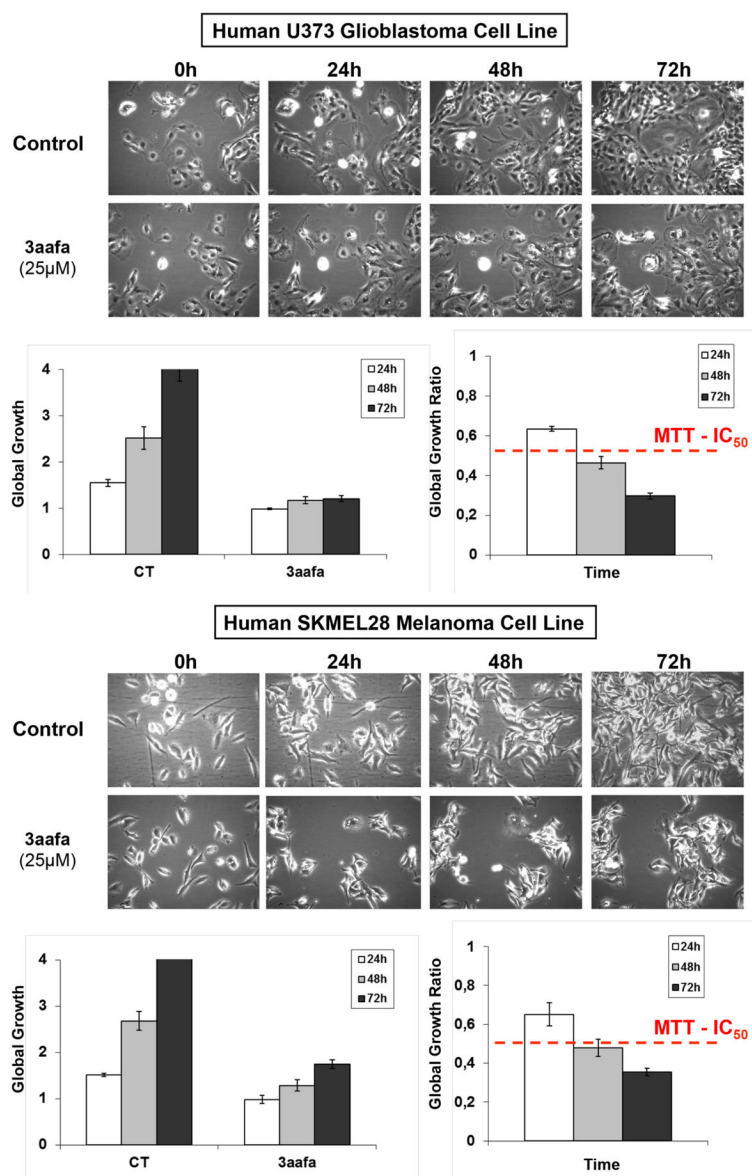 Human U373 Glioblastoma Cell Line
0h 24h 48h 72h
Control
3aafa
(25µM)
Global Growth
4
3
2
1
0
24h
48h
72h
CT 3aafa
Global Growth Ratio
1
0,8
0,6
0,4
0,2
0
24h
48h
72h
MTT - IC50
Time
Human SKMEL28 Melanoma Cell Line
0h 24h 48h 72h
Control
3aafa
(25µM)
Global Growth
4
3
2
1
0
24h
48h
72h
CT 3aafa
Global Growth Ratio
1
0,8
0,6
0,4
0,2
0
24h
48h
72h
MTT - IC50
Time